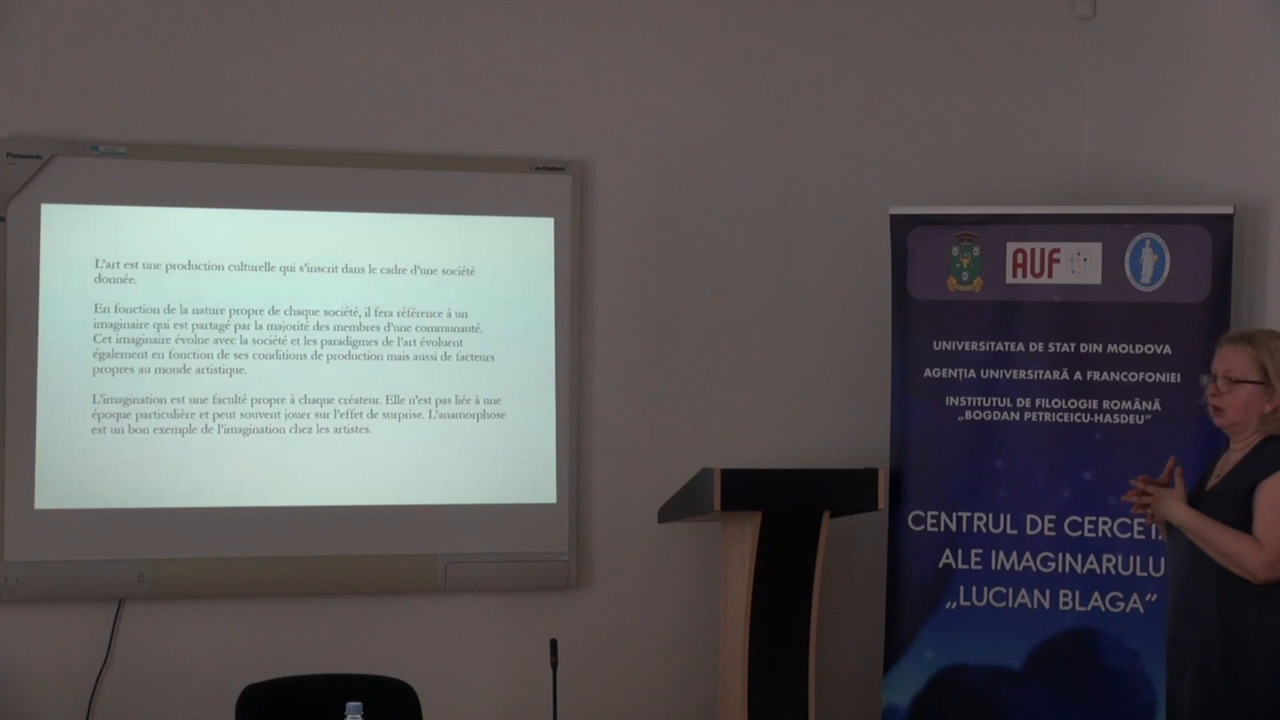 Panasonic
L'art est une production culturelle qui s'inscrit dans le cadre d'une société
donnée.
En fonction de la nature propre de chaque société, il fera référence à un
imaginaire qui est partagé par la majorité des membres d'une communauté.
Cet imaginaire évolue avec la société et les paradigmes de l'art évoluent
également en fonction de ses conditions de production mais aussi de facteurs
propres au monde artistique.
L'imagination est une faculté propre à chaque créateur. Elle n'est pas liée à une
époque particulière et peut souvent jouer sur l'effet de surprise. L'anamorphose
est un bon exemple de l'imagination chez les artistes.
AUF
UNIVERSITATEA DE STAT DIN MOLDOVA
AGENȚIA UNIVERSITARĂ A FRANCOFONIEI
INSTITUTUL DE FILOLOGIE ROMÂNĂ
„BOGDAN PETRICEICU-HASDEU”
CENTRUL DE CERCET
ALE IMAGINARULU
„LUCIAN BLAGA”